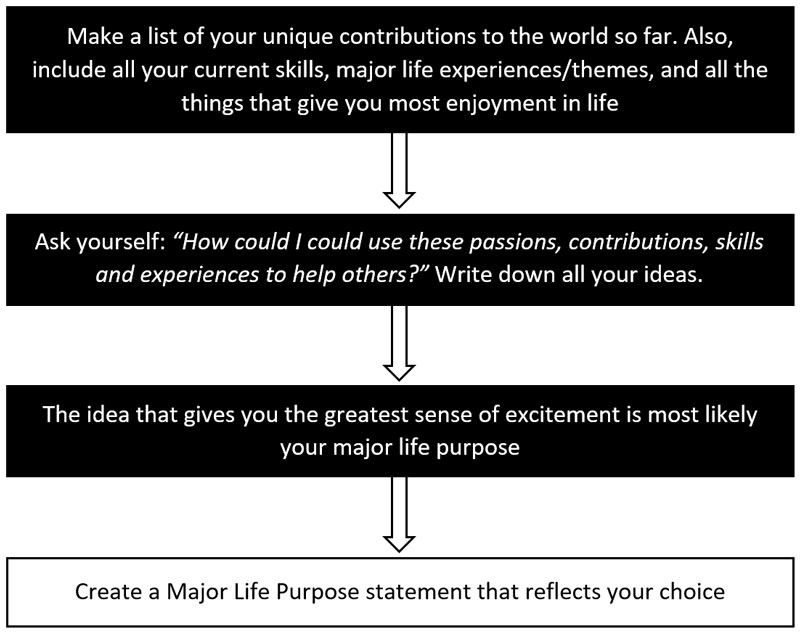 Make a list of your unique contributions to the world so far. Also,
include all your current skills, major life experiences/themes, and all the
things that give you most enjoyment in life
Ask yourself: “How could I could use these passions, contributions, skills
and experiences to help others?” Write down all your ideas.
The idea that gives you the greatest sense of excitement is most likely
your major life purpose
Create a Major Life Purpose statement that reflects your choice